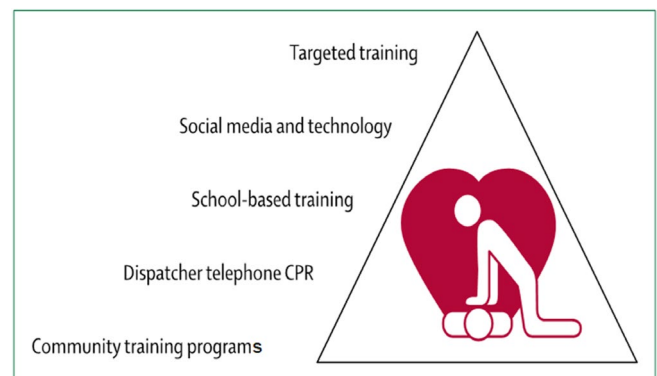 Targeted training
Social media and technology
School-based training
Dispatcher telephone CPR
Community training programs